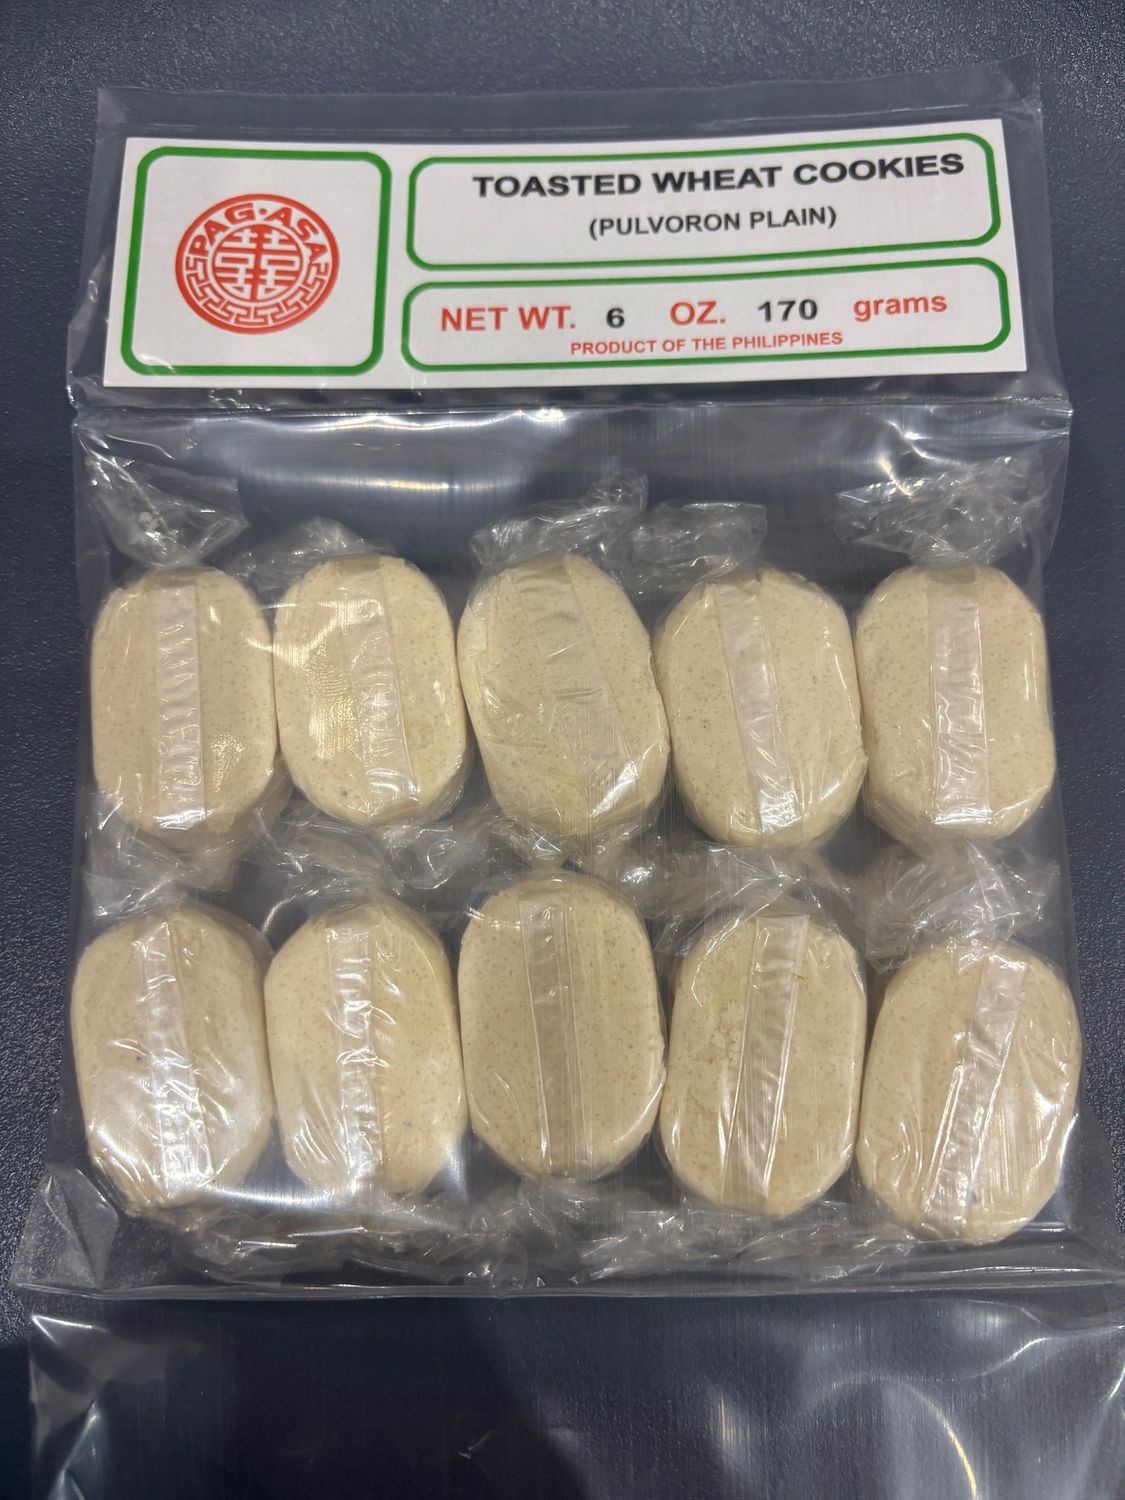 PAG-ASA
TOASTED WHEAT COOKIES
(PULVORON PLAIN)
NET WT. 6 OZ. 170 grams
PRODUCT OF THE PHILIPPINES